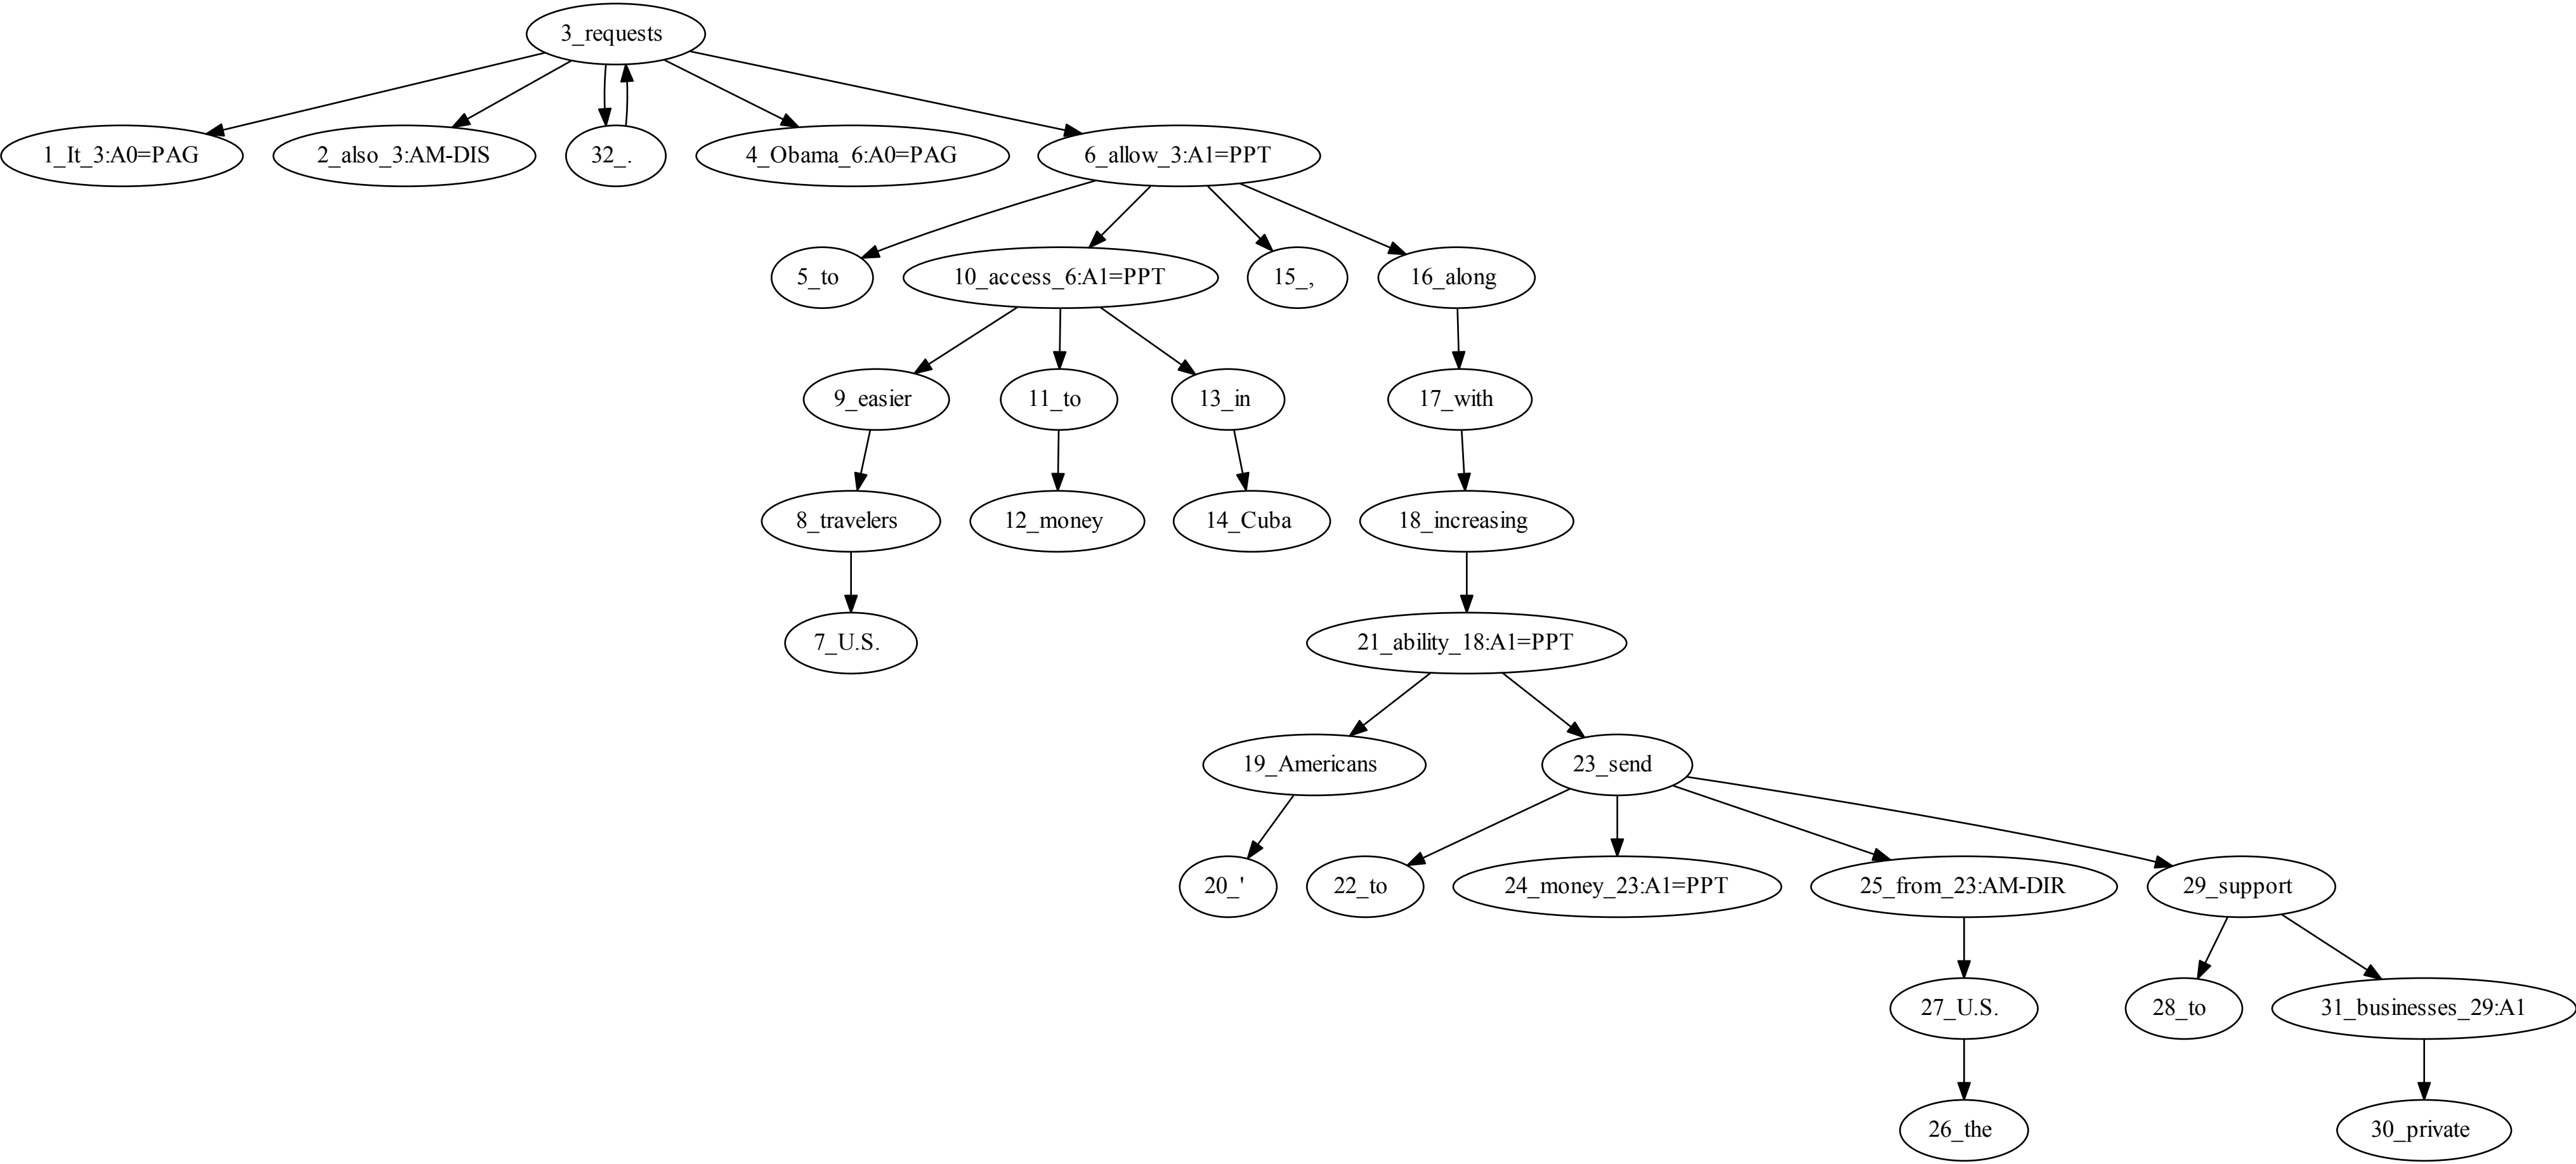 3_requests
1_It_3:A0=PAG
2_also_3:AM-DIS
32_.
4_Obama_6:A0=PAG
6_allow_3:A1=PPT
5_to
10_access_6:A1=PPT
15_,
16_along
9_easier
11_to
13_in
17_with
8_travelers
12_money
14_Cuba
18_increasing
7_U.S.
21_ability_18:A1=PPT
19_Americans
23_send
20_'
22_to
24_money_23:A1=PPT
25_from_23:AM-DIR
29_support
27_U.S.
28_to
31_businesses_29:A1
26_the
30_private